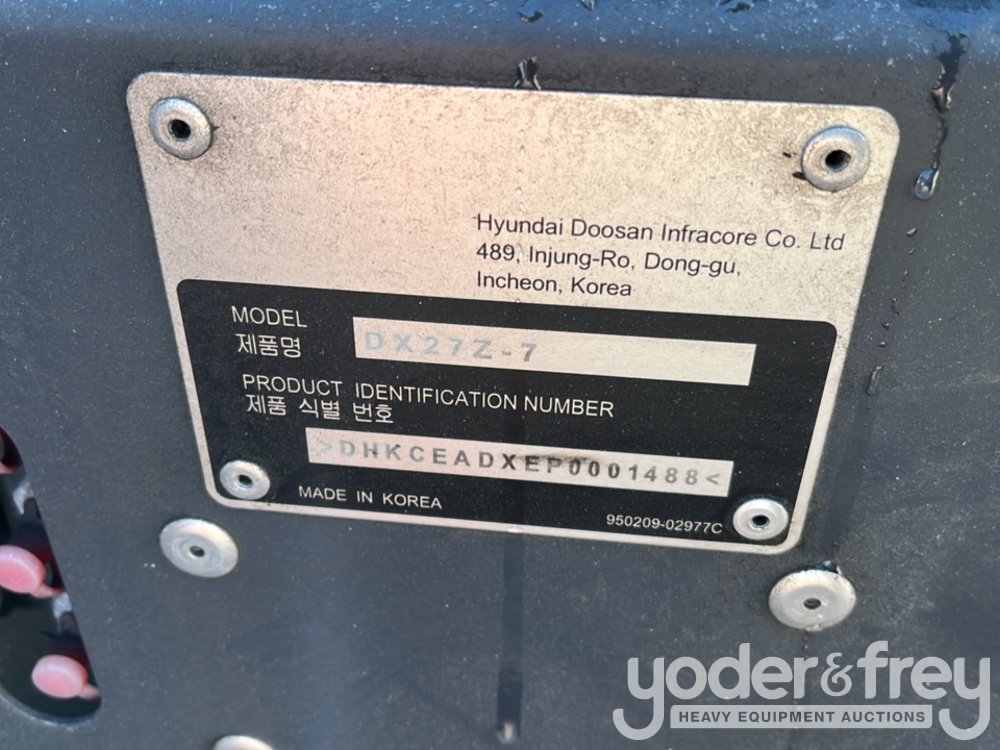 Hyundai Doosan Infracore Co. Ltd
489, Injung-Ro, Dong-gu,
Incheon, Korea
MODEL
제품명
DX27Z-7
PRODUCT IDENTIFICATION NUMBER
제품 식별 번호
>DHKCEADXEP0001488<
MADE IN KOREA
950209-02977C
yoder&frey
HEAVY EQUIPMENT AUCTIONS